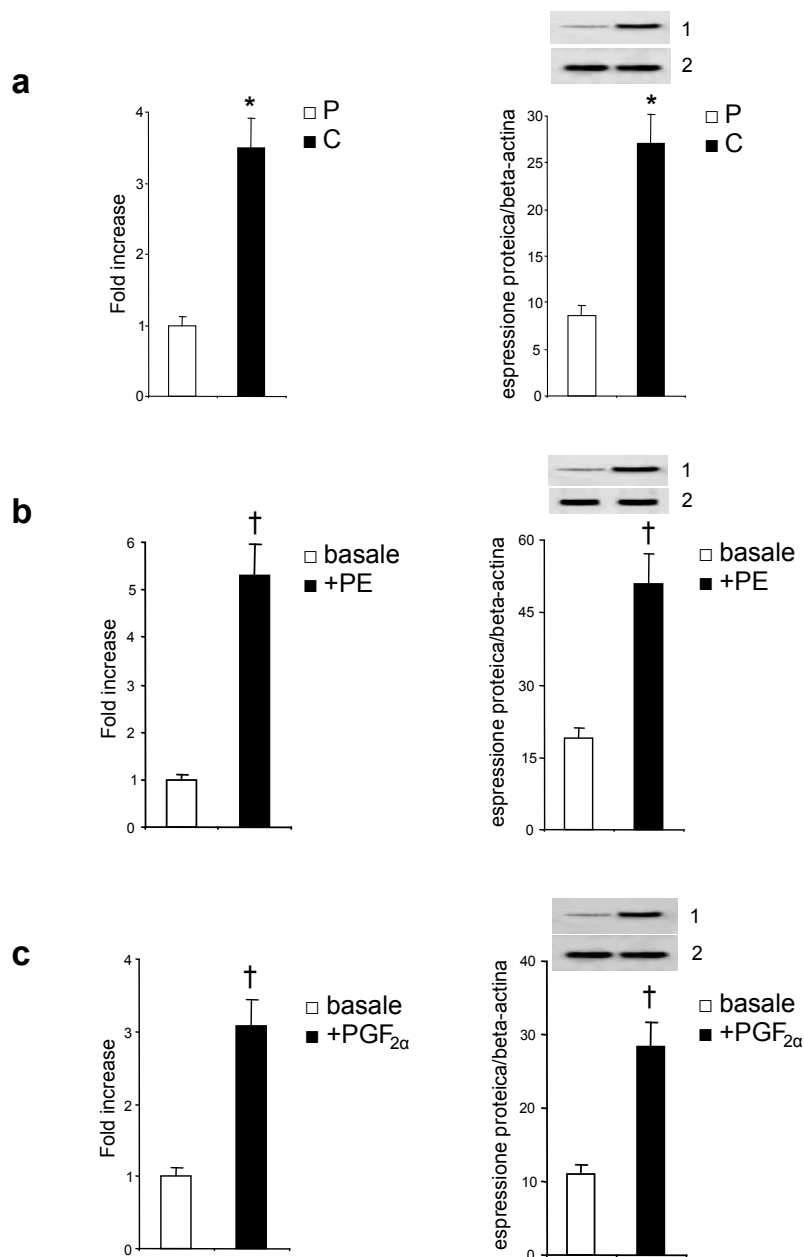 a
Fold increase
4
3
2
1
0
*
P
C
1
2
espressione proteica/beta-actina
30
25
20
15
10
5
0
*
P
C
b
Fold increase
6
5
4
3
2
1
0
†
basale
+PE
1
2
espressione proteica/beta-actina
60
45
30
15
0
†
basale
+PE
c
Fold increase
4
3
2
1
0
†
basale
+PGF2α
1
2
espressione proteica/beta-actina
40
30
20
10
0
†
basale
+PGF2α